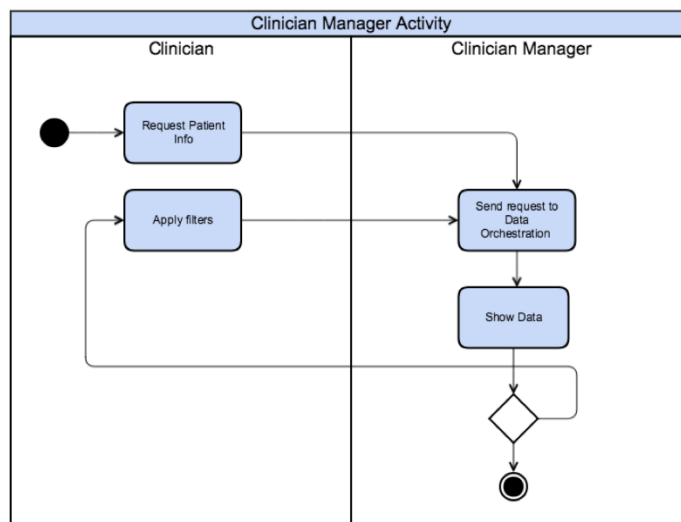 Clinician Manager Activity
Clinician
Clinician Manager
Request Patient
Info
Apply filters
Send request to
Data
Orchestration
Show Data